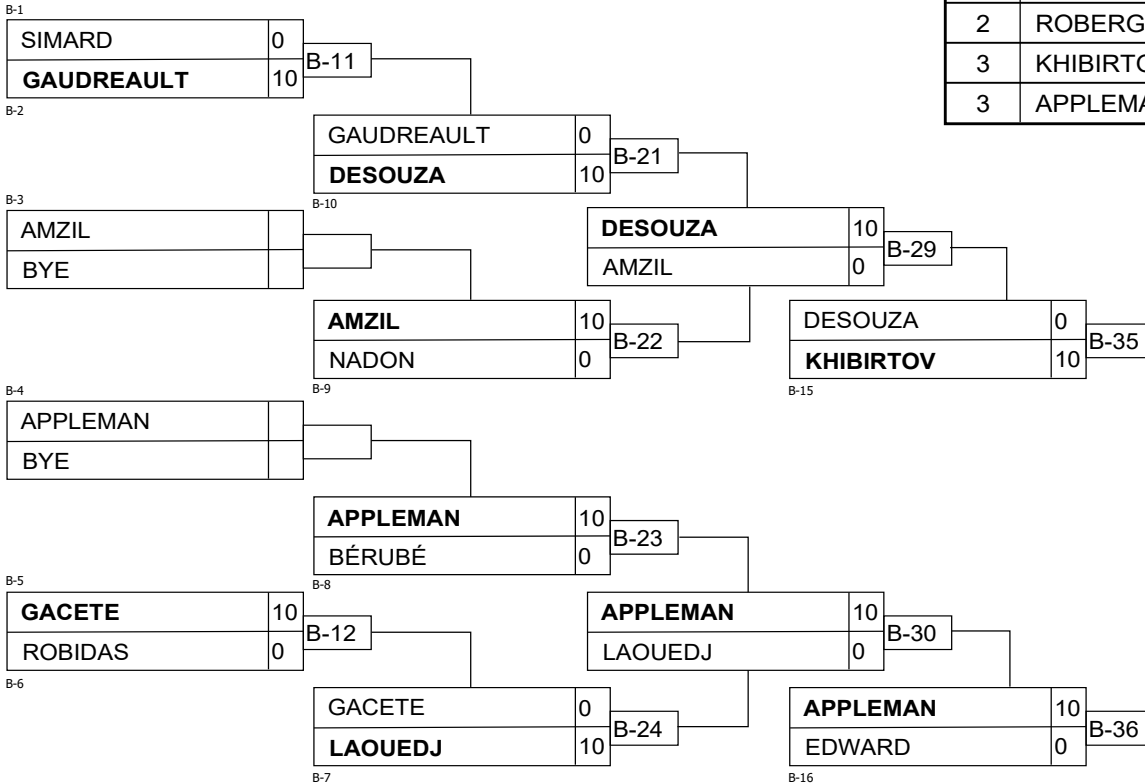 B-1
SIMARD 0
GAUDREAULT 10
B-11
B-2
2
3
3
GAUDREAULT 0
DESOUZA 10
B-21
B-10
B-3
AMZIL
BYE
DESOUZA 10
AMZIL 0
B-29
AMZIL 10
NADON 0
B-22
B-9
DESOUZA 0
KHIBIRTOV 10
B-35
B-15
B-4
APPLEMAN
BYE
APPLEMAN 10
BÉRUBÉ 0
B-23
B-8
B-5
GACETE 10
ROBIDAS 0
B-12
B-6
APPLEMAN 10
LAOUEDJ 0
B-30
GACETE 0
LAOUEDJ 10
B-24
B-7
APPLEMAN 10
EDWARD 0
B-36
B-16